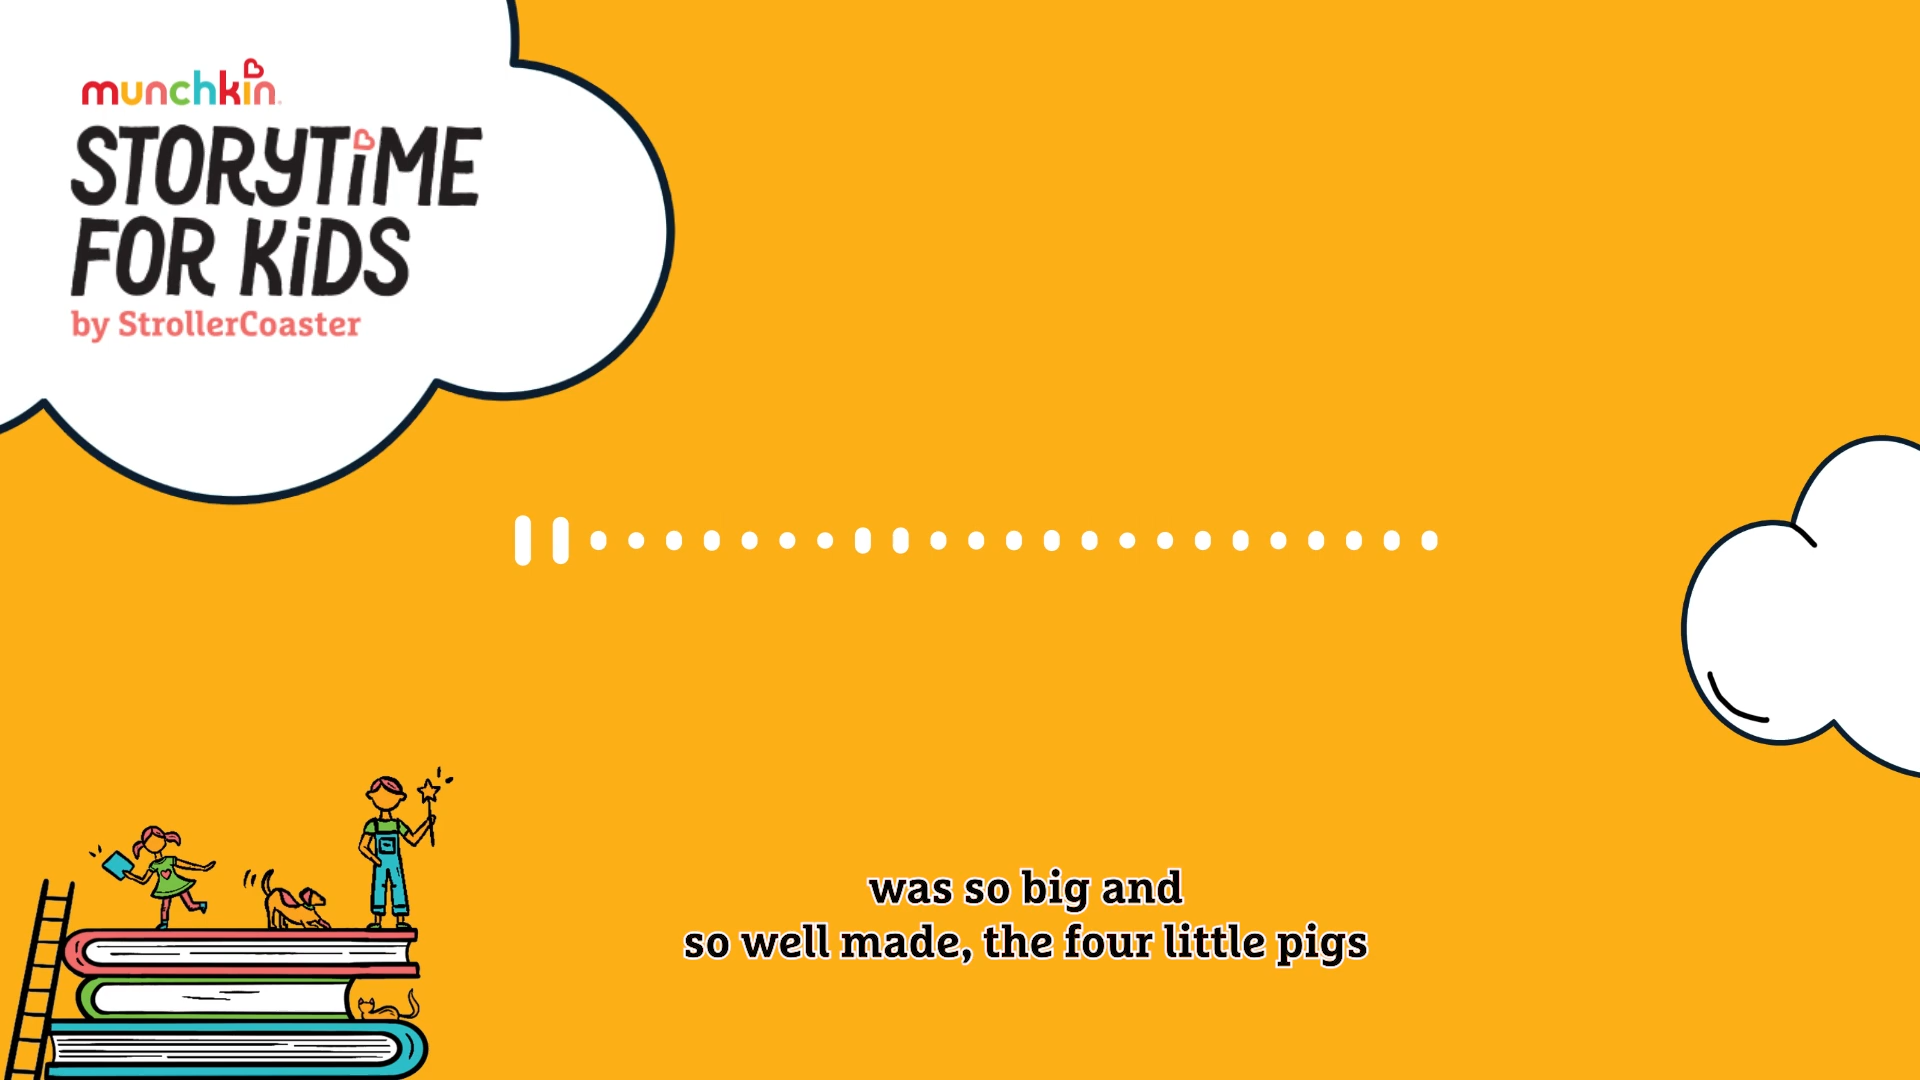 munchkin
STORYTiME
FOR KiDS
by StrollerCoaster
was so big and
so well made, the four little pigs